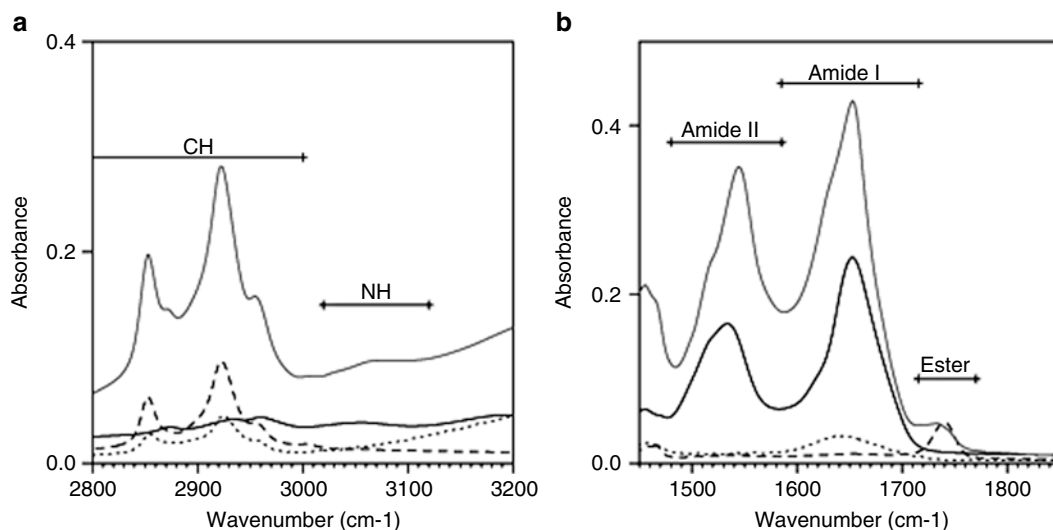 a
0.4
0.2
0.0
Absorbance
CH
NH
2800 2900 3000 3100 3200
Wavenumber (cm-1)
b
0.4
0.2
0.0
Absorbance
Amide I
Amide II
Ester
1500 1600 1700 1800
Wavenumber (cm-1)